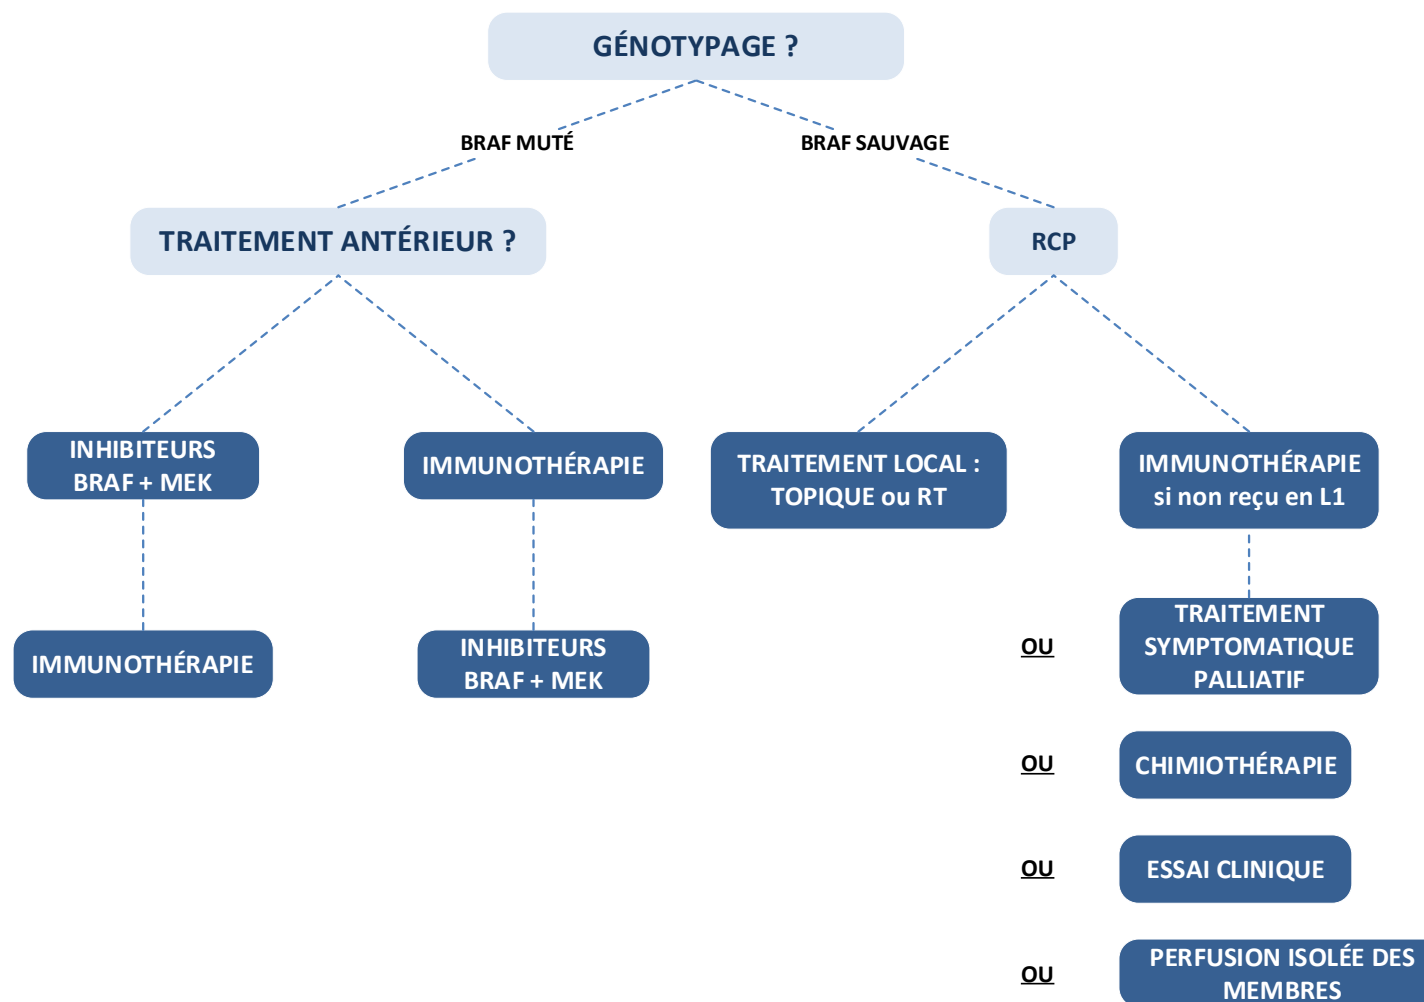 GÉNOTYPAGE ?
BRAF MUTÉ
BRAF SAUVAGE
TRAITEMENT ANTÉRIEUR ?
RCP
INHIBITEURS
BRAF + MEK
IMMUNOTHÉRAPIE
TRAITEMENT LOCAL :
TOPIQUE ou RT
IMMUNOTHÉRAPIE
si non reçu en L1
IMMUNOTHÉRAPIE
INHIBITEURS
BRAF + MEK
OU
TRAITEMENT
SYMPTOMATIQUE
PALLIATIF
OU
CHIMIOTHÉRAPIE
OU
ESSAI CLINIQUE
OU
PERFUSION ISOLÉE DES
MEMBRES